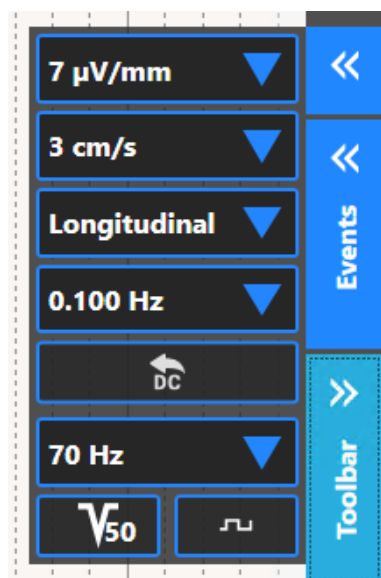 7 µV/mm
3 cm/s
Longitudinal
0.100 Hz
DC
70 Hz
50
Events
Toolbar